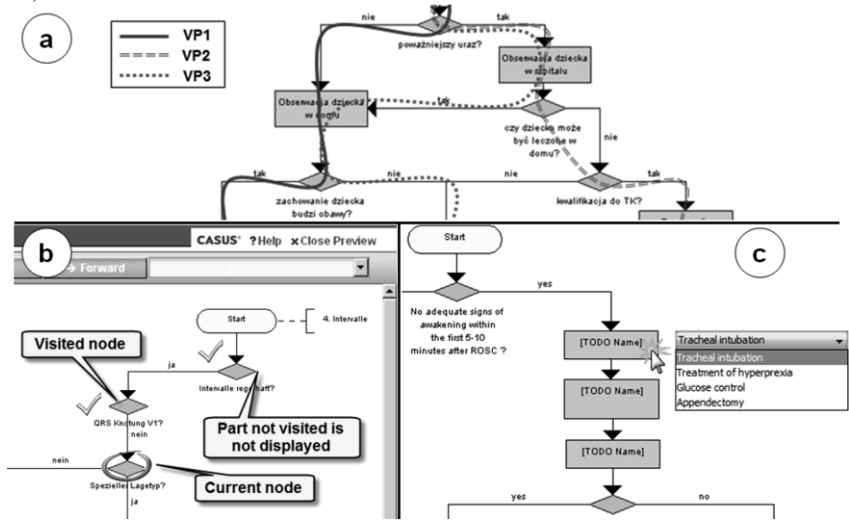 a
VP1
VP2
VP3
nie
tak
poważniejszy uraz?
Obserwacja dziecka
w szpitalu
Obserwacja dziecka
w domu
tak
czy dziecko może
być leczone w
domu?
nie
tak
nie
nie
tak
zachowanie dziecka
budzi obawy?
kwalifikacja do TK?
b
CASUS® ?Help ×Close Preview
→ Forward
Start
4. Intervalle
Visited node
ja
Intervalle regelhaft?
QRS Knotung V1?
nein
Part not visited is
not displayed
nein
Spezieller Lagetyp?
Current node
ja
c
Start
yes
No adequate signs of
awakening within
the first 5-10
minutes after ROSC ?
[TODO Name]
Tracheal intubation
Tracheal intubation
Treatment of hyperprexia
Glucose control
Appendectomy
[TODO Name]
[TODO Name]
yes
no